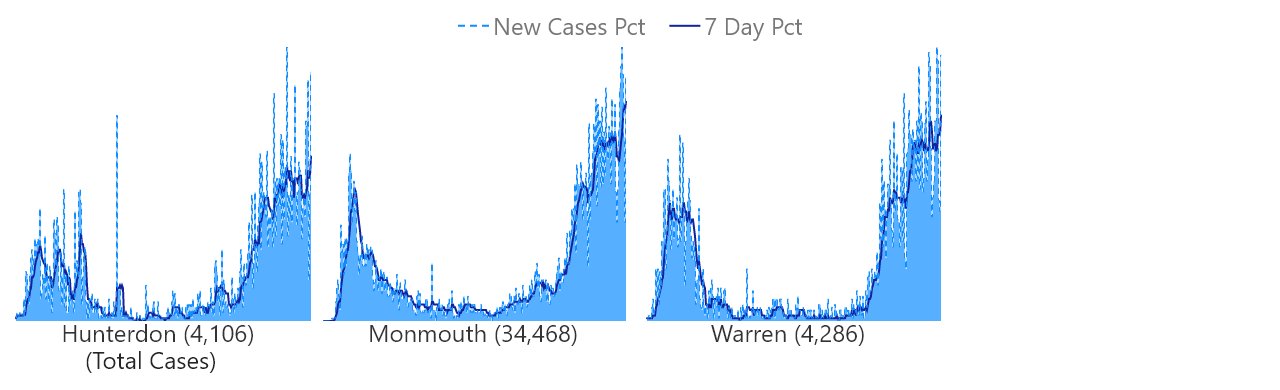 New Cases Pct 7 Day Pct
Hunterdon (4,106) Monmouth (34,468) Warren (4,286)
(Total Cases)